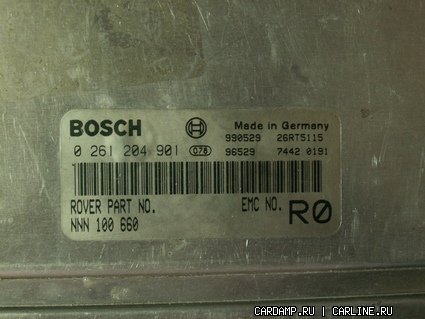 BOSCH Made in Germany
990529 26RT5115
0 261 204 901 078 96529 7442 0191
ROVER PART NO. EMC NO. R0
NNN 100 660
CARDAMP.RU | CARLINE.RU